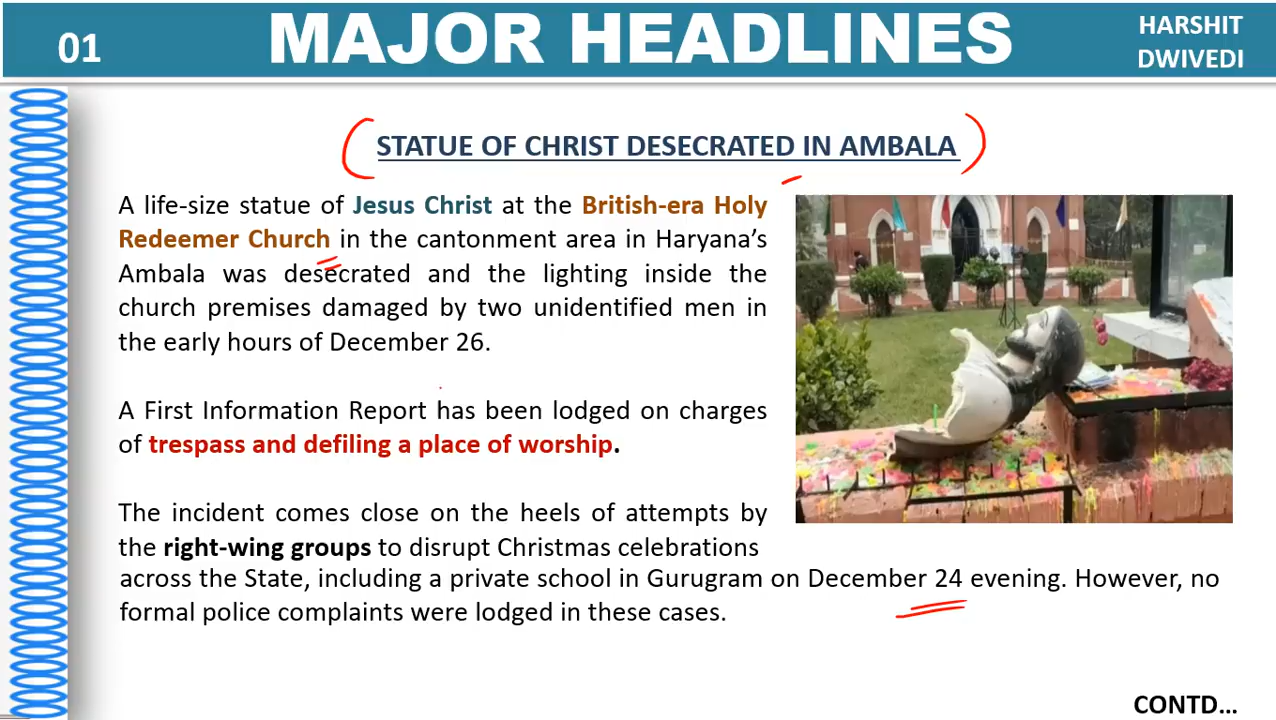 01
MAJOR HEADLINES
HARSHIT
DWIVEDI
STATUE OF CHRIST DESECRATED IN AMBALA
A life-size statue of Jesus Christ at the British-era Holy
Redeemer Church in the cantonment area in Haryana’s
Ambala was desecrated and the lighting inside the
church premises damaged by two unidentified men in
the early hours of December 26.
A First Information Report has been lodged on charges
of trespass and defiling a place of worship.
The incident comes close on the heels of attempts by
the right-wing groups to disrupt Christmas celebrations
across the State, including a private school in Gurugram on December 24 evening. However, no
formal police complaints were lodged in these cases.
CONTD…